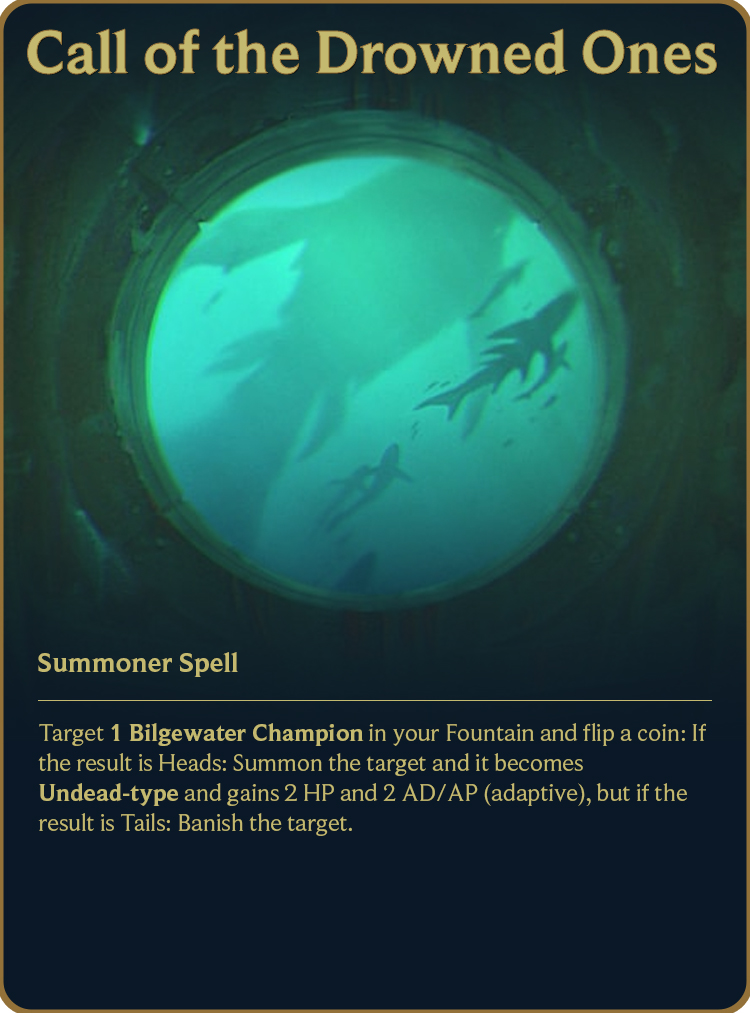 Call of the Drowned Ones
Summoner Spell
Target 1 Bilgewater Champion in your Fountain and flip a coin: If
the result is Heads: Summon the target and it becomes
Undead-type and gains 2 HP and 2 AD/AP (adaptive), but if the
result is Tails: Banish the target.